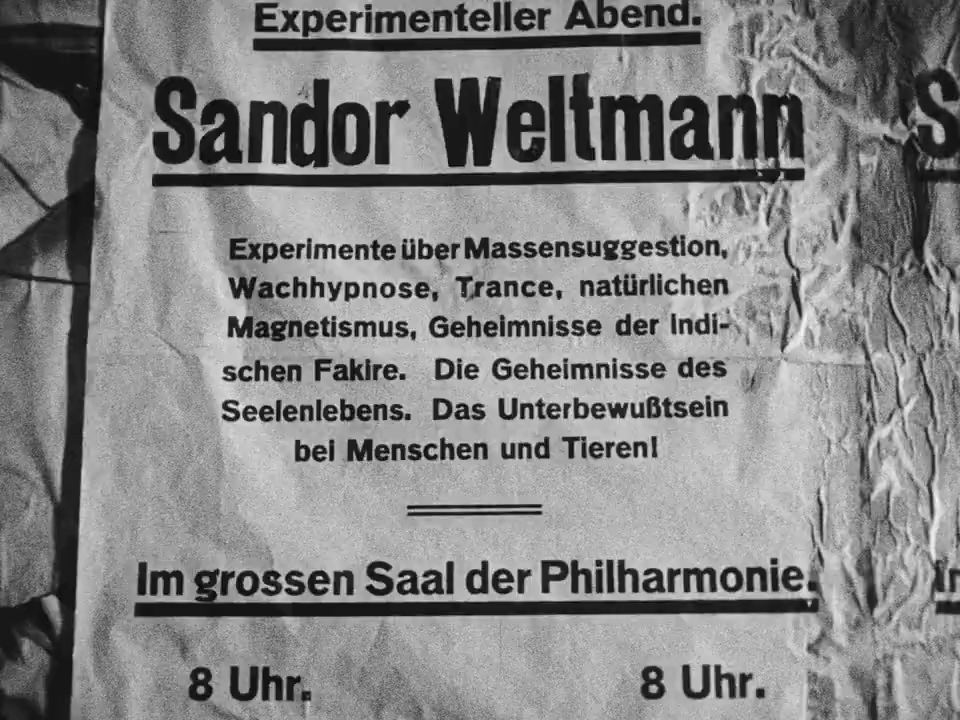 Experimenteller Abend.
Sandor Weltmann
Experimente über Massensuggestion,
Wachhypnose, Trance, natürlichen
Magnetismus, Geheimnisse der Indi-
schen Fakire. Die Geheimnisse des
Seelenlebens. Das Unterbewußtsein
bei Menschen und Tieren!
Im grossen Saal der Philharmonie.
8 Uhr. 8 Uhr.